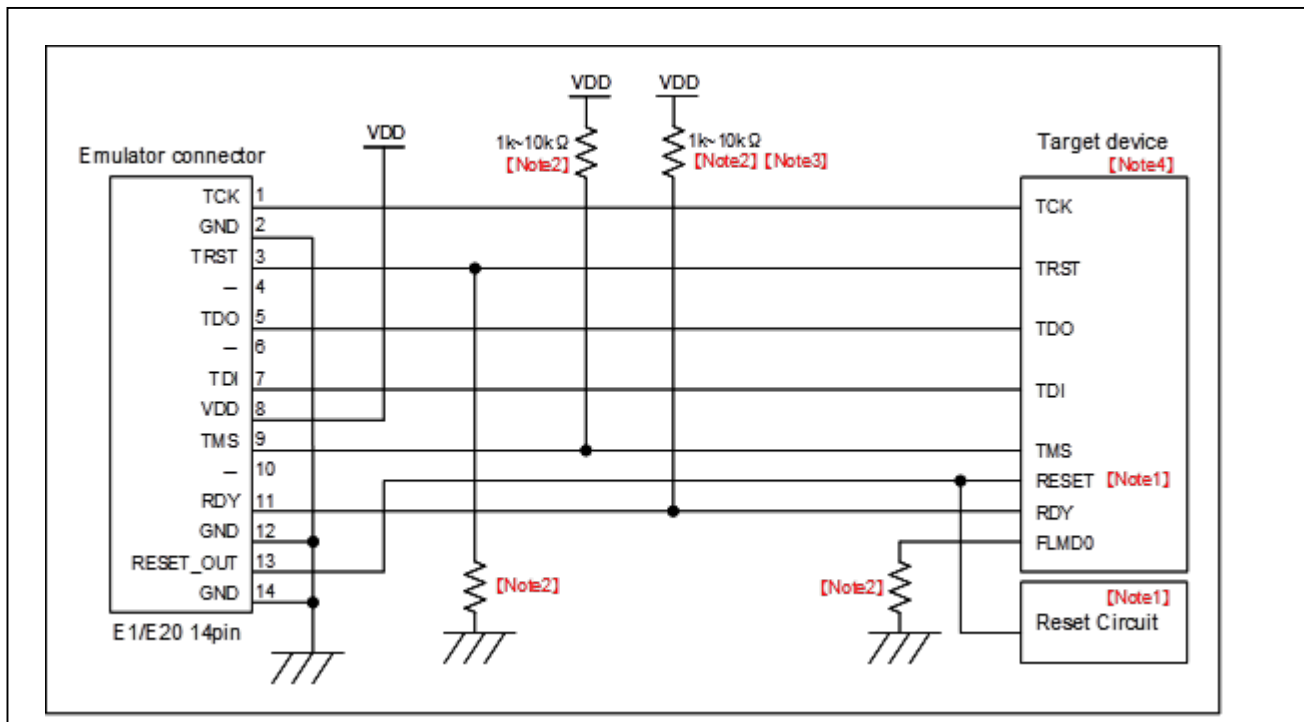 VDD
VDD
1k~10kΩ
【Note2】
1k~10kΩ
【Note2】【Note3】
VDD
Emulator connector
TCK 1
GND 2
TRST 3
— 4
TDO 5
— 6
TDI 7
VDD 8
TMS 9
— 10
RDY 11
GND 12
RESET_OUT 13
GND 14
E1/E20 14pin
【Note2】
【Note2】
Target device
【Note4】
TCK
TRST
TDO
TDI
TMS
RESET 【Note1】
RDY
FLMD0
【Note1】
Reset Circuit